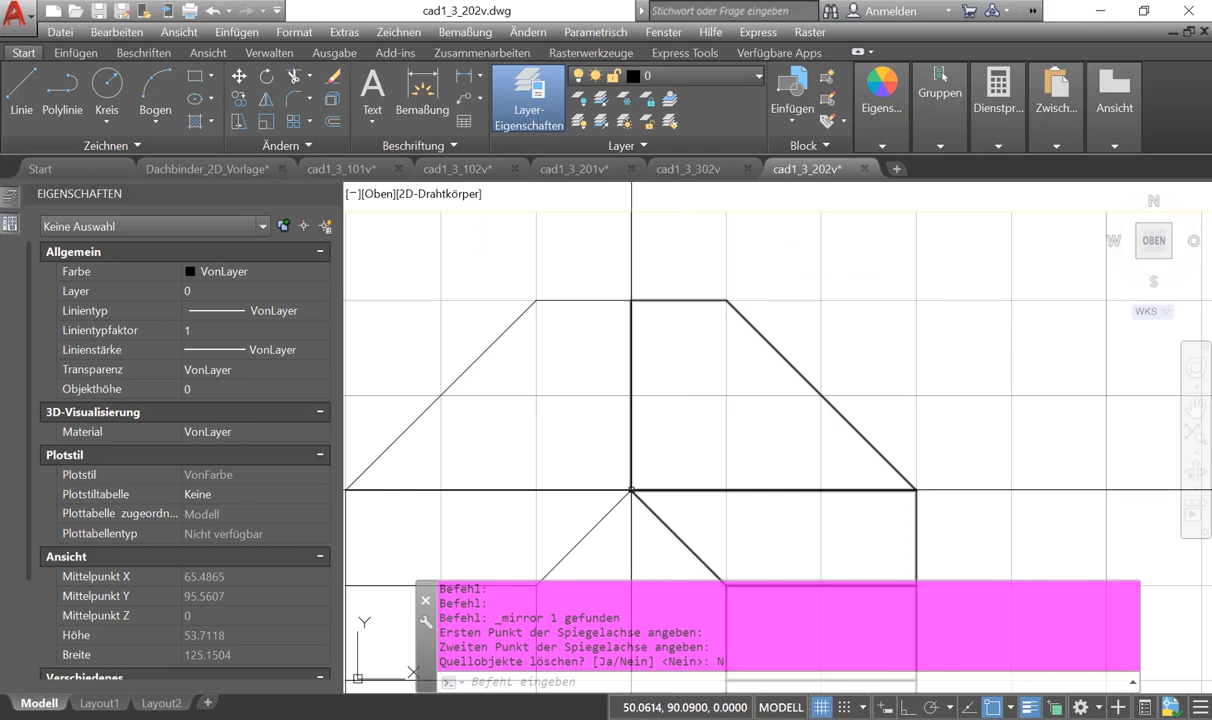 cad1_3_202v.dwg
Stichwort oder Frage eingeben
Anmelden
Datei Bearbeiten Ansicht Einfügen Format Extras Zeichnen Bemaßung Ändern Parametrisch Fenster Hilfe Express Raster
Start Einfügen Beschriften Ansicht Verwalten Ausgabe Add-ins Zusammenarbeiten Rasterwerkzeuge Express Tools Verfügbare Apps
Linie Polylinie Kreis Bogen
Text Bemaßung
Layer-
Eigenschaften
0
Einfügen
Eigens...
Gruppen
Dienstpr...
Zwisch...
Ansicht
Zeichnen Ändern Beschriftung Layer Block
Start Dachbinder_2D_Vorlage* cad1_3_101v* cad1_3_102v* cad1_3_201v* cad1_3_302v cad1_3_202v*
EIGENSCHAFTEN
Keine Auswahl
Allgemein
Farbe VonLayer
Layer 0
Linientyp VonLayer
Linientypfaktor 1
Linienstärke VonLayer
Transparenz VonLayer
Objekthöhe 0
3D-Visualisierung
Material VonLayer
Plotstil
Plotstil VonFarbe
Plotstiltabelle Keine
Plottabelle zugeordn... Modell
Plottabellentyp Nicht verfügbar
Ansicht
Mittelpunkt X 65.4865
Mittelpunkt Y 95.5607
Mittelpunkt Z 0
Höhe 53.7118
Breite 125.1504
Verschiedenes
[−][Oben][2D-Drahtkörper]
N
W OBEN O
S
WKS
Y
X
Befehl:
Befehl:
Befehl: _mirror 1 gefunden
Ersten Punkt der Spiegelachse angeben:
Zweiten Punkt der Spiegelachse angeben:
Quellobjekte löschen? [Ja/Nein] <Nein>: N
Befehl eingeben
Modell Layout1 Layout2 +
50.0614, 90.0900, 0.0000 MODELL